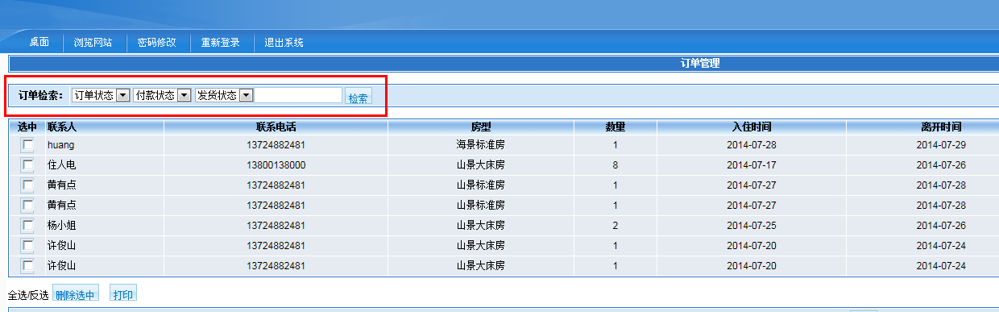 桌面 浏览网站 密码修改 重新登录 退出系统
订单管理
订单检索: 订单状态 付款状态 发货状态 检索
选中 联系人 联系电话 房型 数量 入住时间 离开时间
huang 13724882481 海景标准房 1 2014-07-28 2014-07-29
住人电 13800138000 山景大床房 8 2014-07-17 2014-07-26
黄有点 13724882481 山景标准房 1 2014-07-27 2014-07-28
黄有点 13724882481 山景标准房 1 2014-07-27 2014-07-28
杨小姐 13724882481 山景大床房 2 2014-07-25 2014-07-26
许俊山 13724882481 山景大床房 1 2014-07-20 2014-07-24
许俊山 13724882481 山景大床房 1 2014-07-20 2014-07-24
全选/反选 删除选中 打印